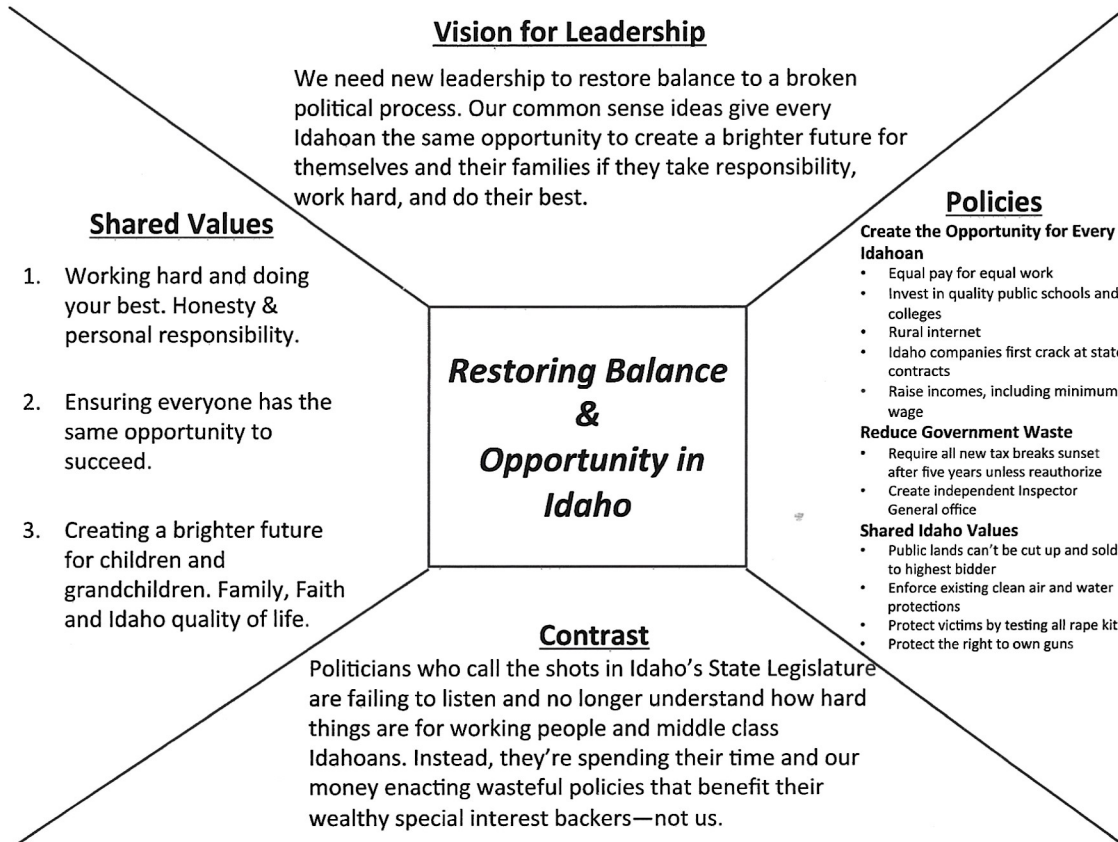 Vision for Leadership
We need new leadership to restore balance to a broken
political process. Our common sense ideas give every
Idahoan the same opportunity to create a brighter future for
themselves and their families if they take responsibility,
work hard, and do their best.
Shared Values
1. Working hard and doing
your best. Honesty &
personal responsibility.
2. Ensuring everyone has the
same opportunity to
succeed.
3. Creating a brighter future
for children and
grandchildren. Family, Faith
and Idaho quality of life.
Restoring Balance
&
Opportunity in
Idaho
Policies
Create the Opportunity for Every
Idahoan
• Equal pay for equal work
• Invest in quality public schools and
colleges
• Rural internet
• Idaho companies first crack at state
contracts
• Raise incomes, including minimum
wage
Reduce Government Waste
• Require all new tax breaks sunset
after five years unless reauthorize
• Create independent Inspector
General office
Shared Idaho Values
• Public lands can't be cut up and sold
to highest bidder
• Enforce existing clean air and water
protections
• Protect victims by testing all rape kit
• Protect the right to own guns
Contrast
Politicians who call the shots in Idaho's State Legislature
are failing to listen and no longer understand how hard
things are for working people and middle class
Idahoans. Instead, they're spending their time and our
money enacting wasteful policies that benefit their
wealthy special interest backers—not us.